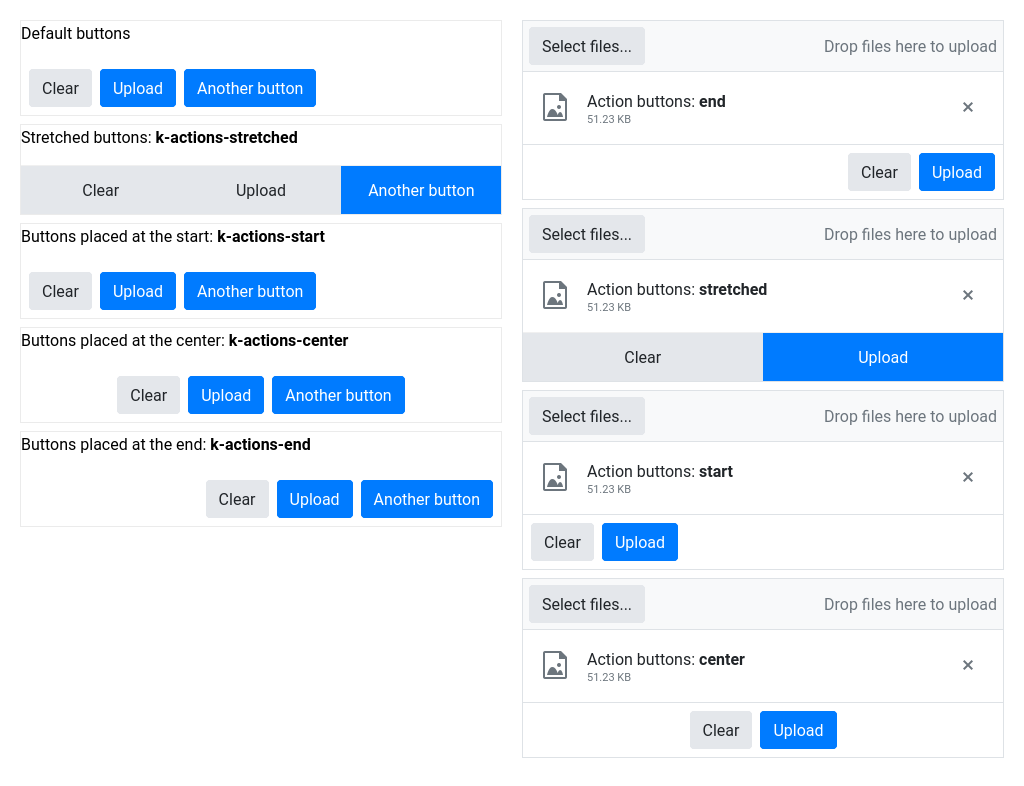 Default buttons
Clear Upload Another button
Stretched buttons: k-actions-stretched
Clear Upload Another button
Buttons placed at the start: k-actions-start
Clear Upload Another button
Buttons placed at the center: k-actions-center
Clear Upload Another button
Buttons placed at the end: k-actions-end
Clear Upload Another button
Select files... Drop files here to upload
Action buttons: end
51.23 KB
Clear Upload
Select files... Drop files here to upload
Action buttons: stretched
51.23 KB
Clear Upload
Select files... Drop files here to upload
Action buttons: start
51.23 KB
Clear Upload
Select files... Drop files here to upload
Action buttons: center
51.23 KB
Clear Upload